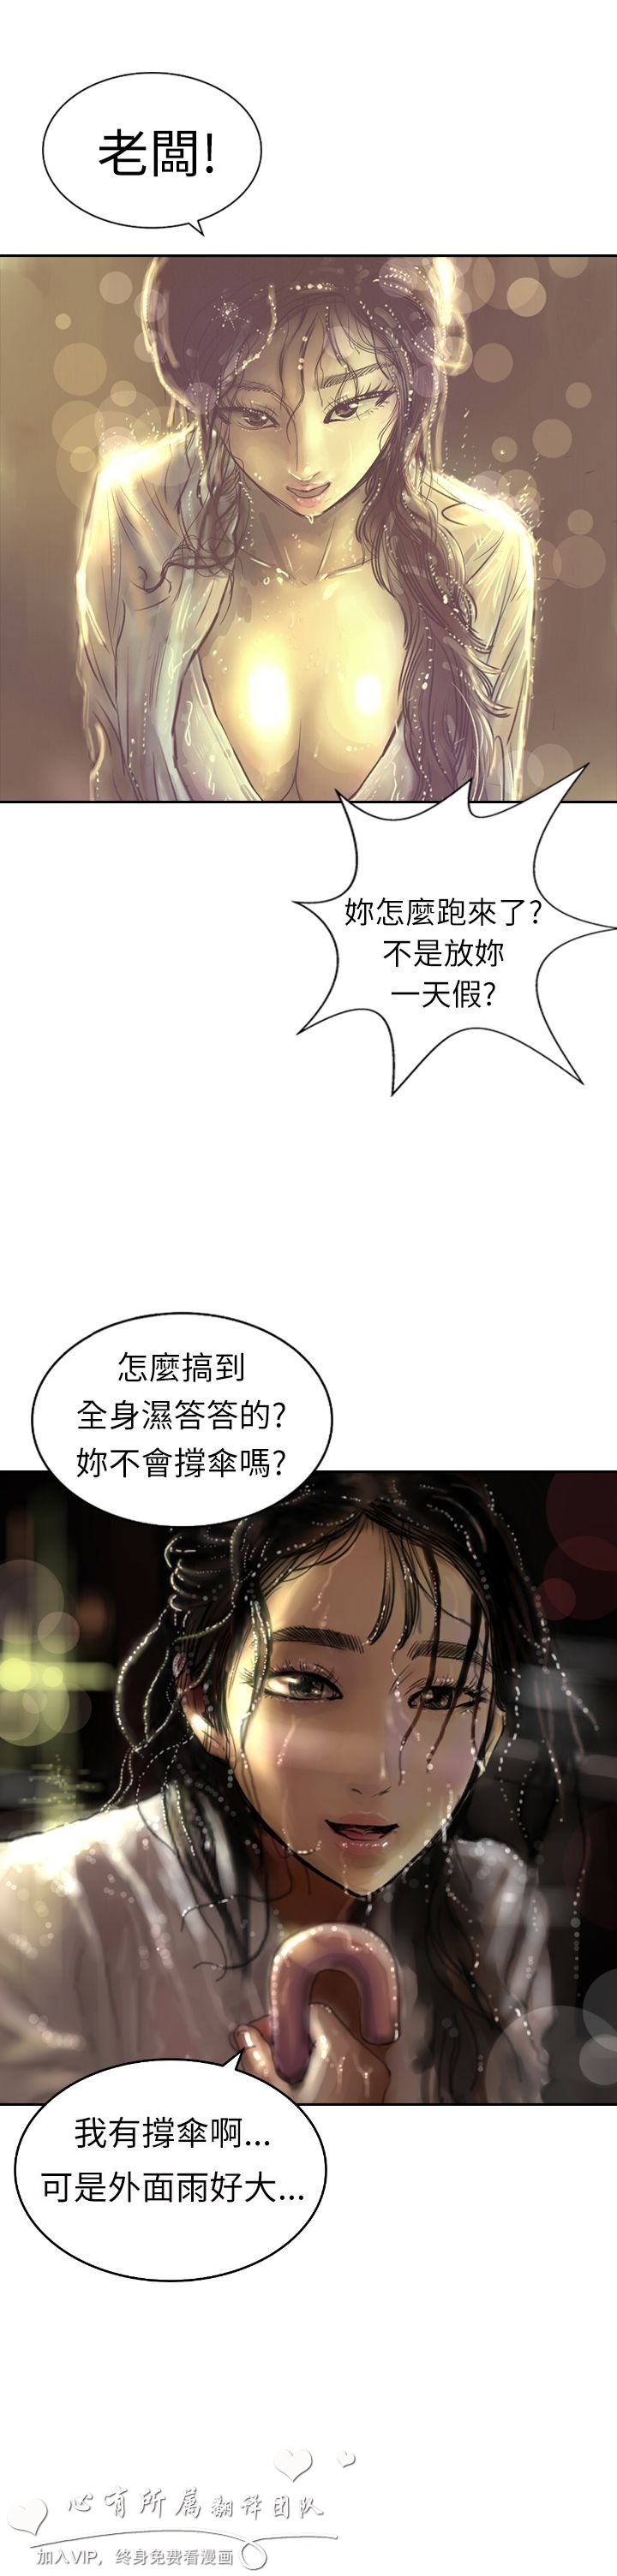 老闆!
妳怎麼跑來了?
不是放妳
一天假?
怎麼搞到
全身濕答答的?
妳不會撐傘嗎?
我有撐傘啊...
可是外面雨好大...
心有所属翻译团队
加入VIP，终身免费看漫画